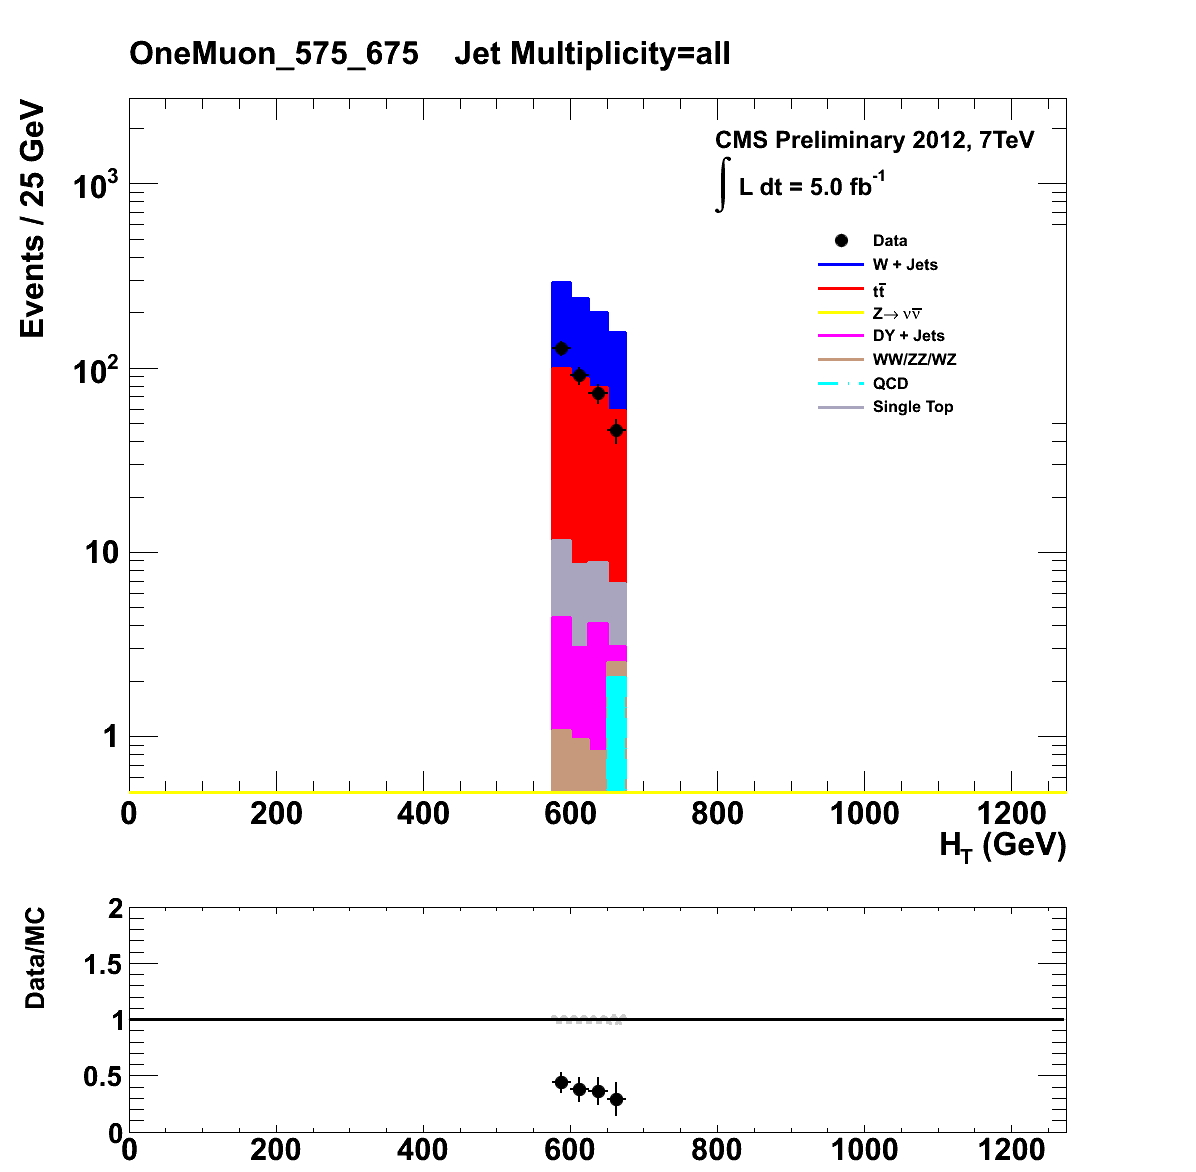 OneMuon_575_675 Jet Multiplicity=all
Events / 25 GeV
CMS Preliminary 2012, 7TeV
∫ L dt = 5.0 fb⁻¹
Data
W + Jets
tt̅
Z→ νν̅
DY + Jets
WW/ZZ/WZ
QCD
Single Top
10³
10²
10
1
0 200 400 600 800 1000 1200
H_T (GeV)
Data/MC
2
1.5
1
0.5
0
0 200 400 600 800 1000 1200